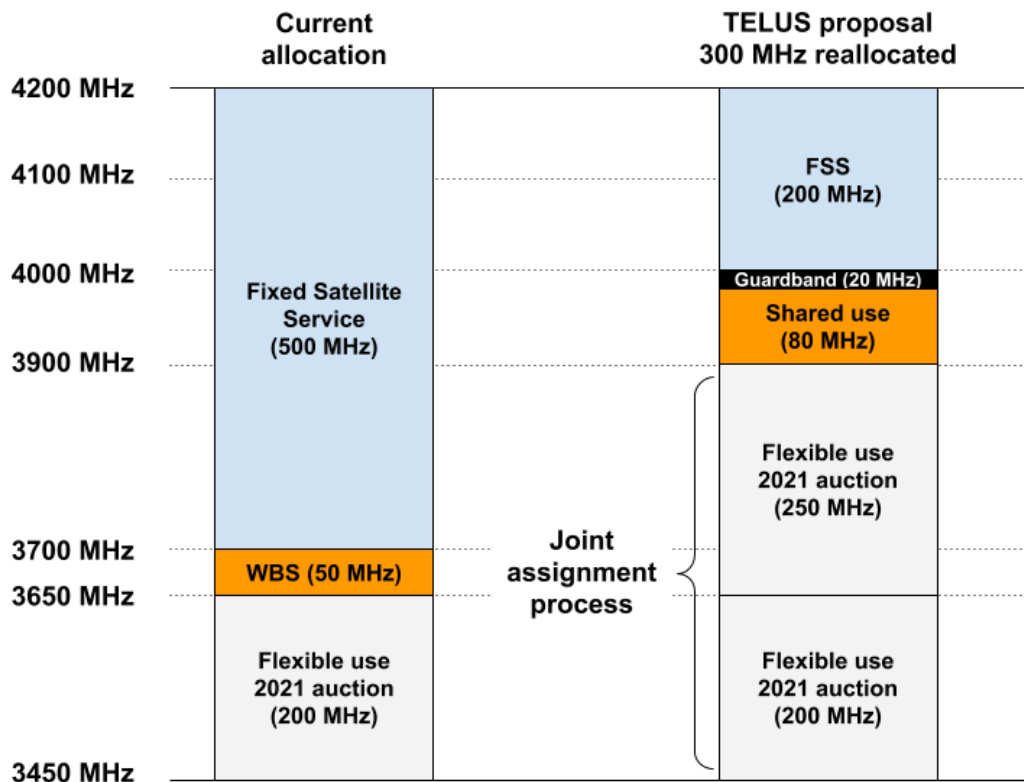 Current
allocation
TELUS proposal
300 MHz reallocated
4200 MHz
4100 MHz
4000 MHz
3900 MHz
3700 MHz
3650 MHz
3450 MHz
Fixed Satellite
Service
(500 MHz)
WBS (50 MHz)
Flexible use
2021 auction
(200 MHz)
Joint
assignment
process
FSS
(200 MHz)
Guardband (20 MHz)
Shared use
(80 MHz)
Flexible use
2021 auction
(250 MHz)
Flexible use
2021 auction
(200 MHz)